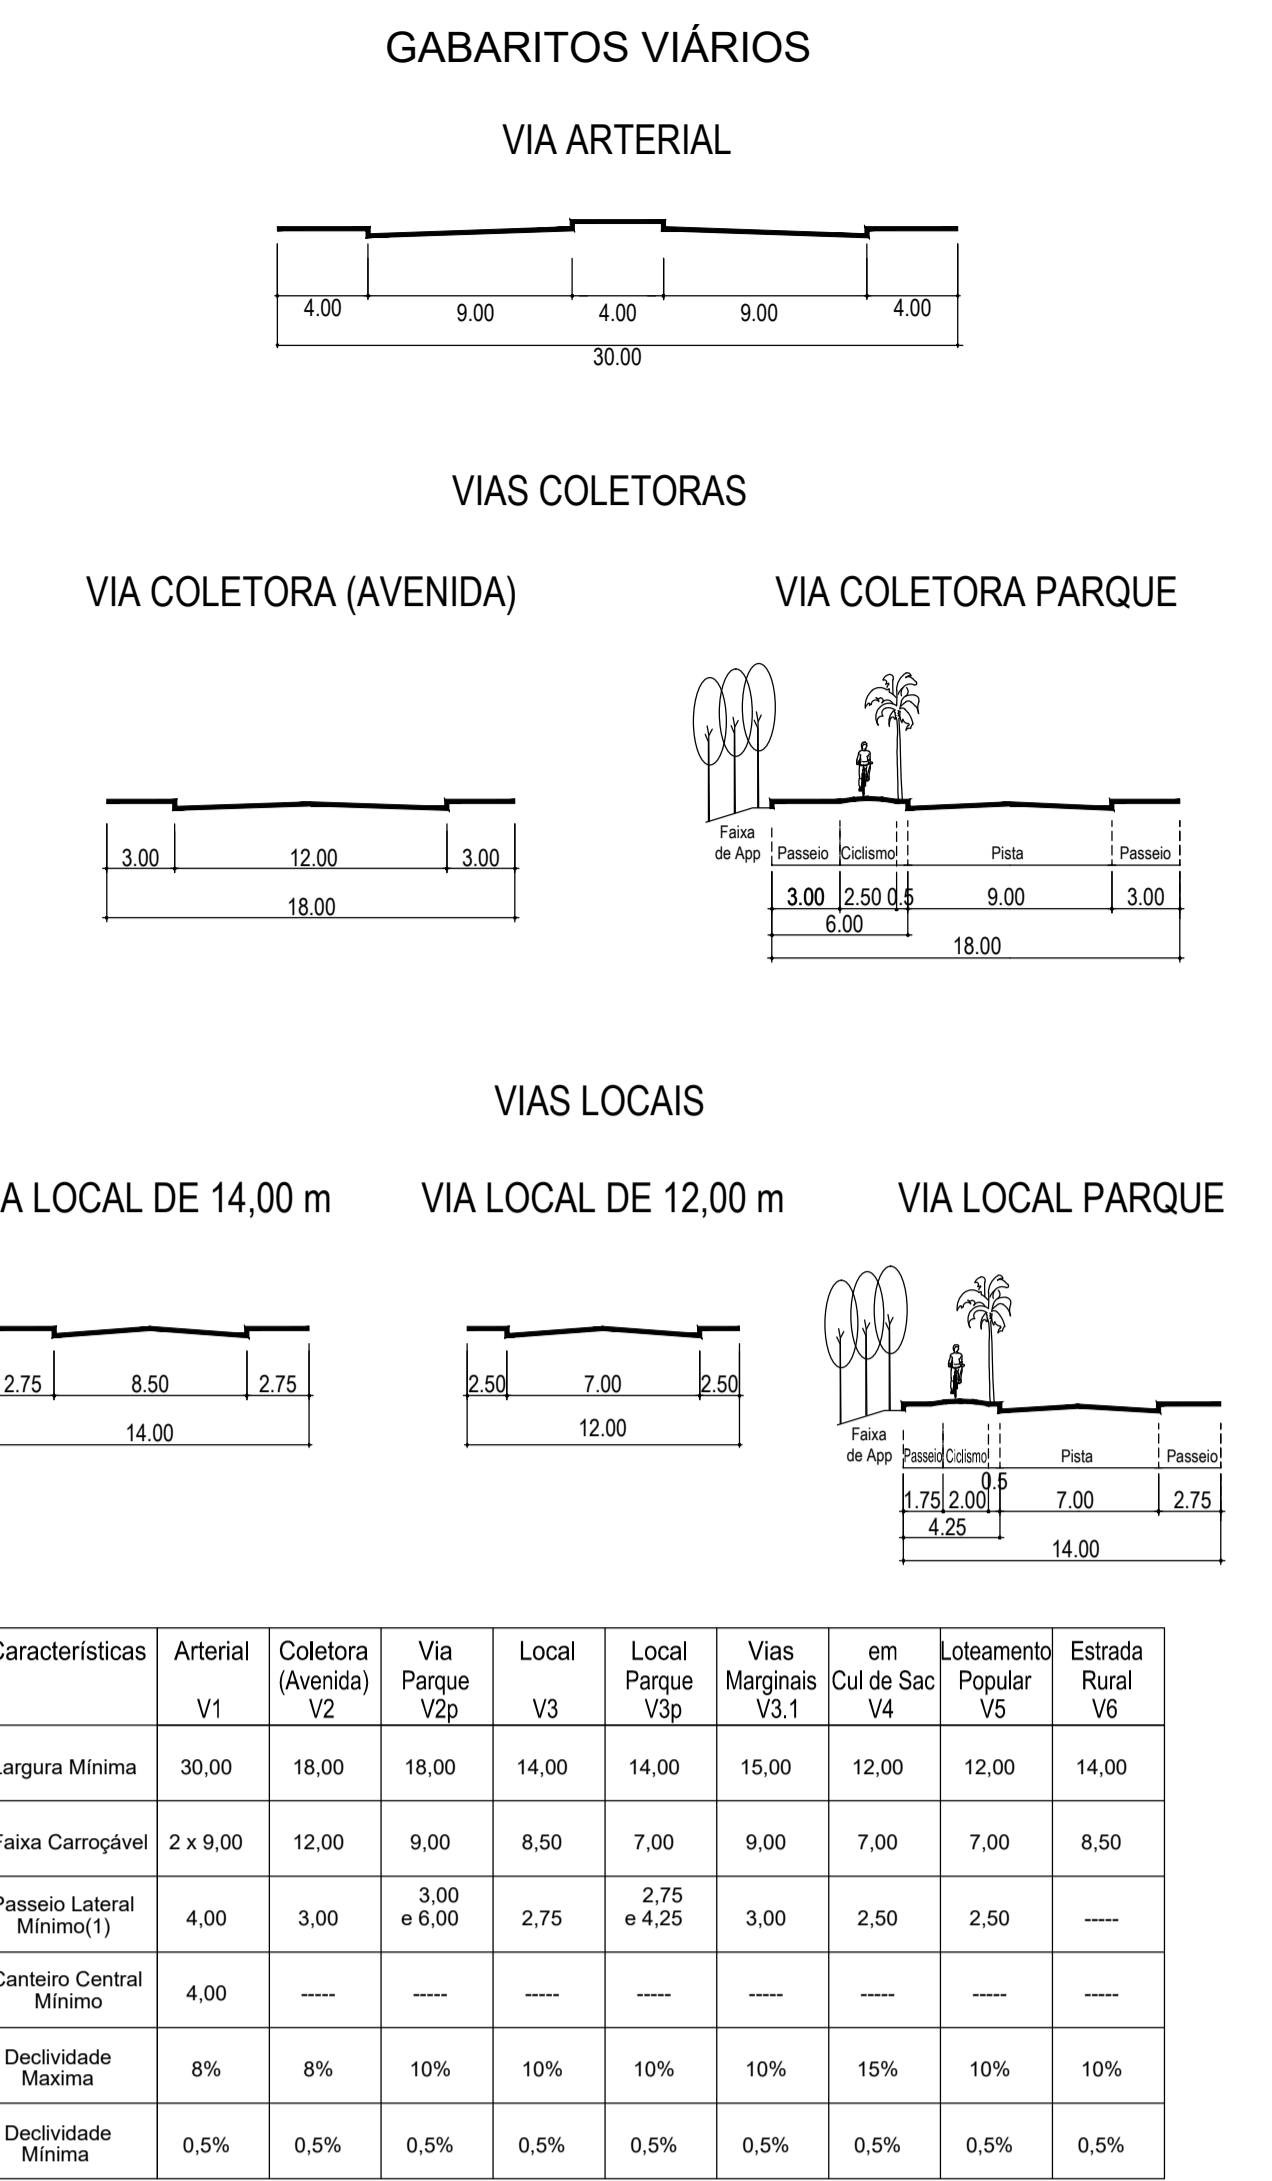 GABARITOS VIÁRIOS
VIA ARTERIAL
4.00 9.00 4.00 9.00 4.00
30.00
VIAS COLETORAS
VIA COLETORA (AVENIDA)
3.00 12.00 3.00
18.00
VIA COLETORA PARQUE
Faixa
de App Passeio Ciclismo Pista Passeio
3.00 2.50 0.5 9.00 3.00
6.00
18.00
VIAS LOCAIS
A LOCAL DE 14,00 m
2.75 8.50 2.75
14.00
VIA LOCAL DE 12,00 m
2.50 7.00 2.50
12.00
VIA LOCAL PARQUE
Faixa
de App Passeio Ciclismo Pista Passeio
0.5
1.75 2.00 7.00 2.75
4.25
14.00
aracterísticas Arterial Coletora Via Local Local Vias em Loteamento Estrada
(Avenida) Parque Parque Marginais Cul de Sac Popular Rural
V1 V2 V2p V3 V3p V3.1 V4 V5 V6
argura Mínima 30,00 18,00 18,00 14,00 14,00 15,00 12,00 12,00 14,00
Faixa Carroçável 2 x 9,00 12,00 9,00 8,50 7,00 9,00 7,00 7,00 8,50
3,00 2,75
Passeio Lateral
Mínimo(1) 4,00 3,00 e 6,00 2,75 e 4,25 3,00 2,50 2,50 -----
Canteiro Central
Mínimo 4,00 ----- ----- ----- ----- ----- ----- ----- -----
Declividade
Maxima 8% 8% 10% 10% 10% 10% 15% 10% 10%
Declividade
Mínima 0,5% 0,5% 0,5% 0,5% 0,5% 0,5% 0,5% 0,5% 0,5%